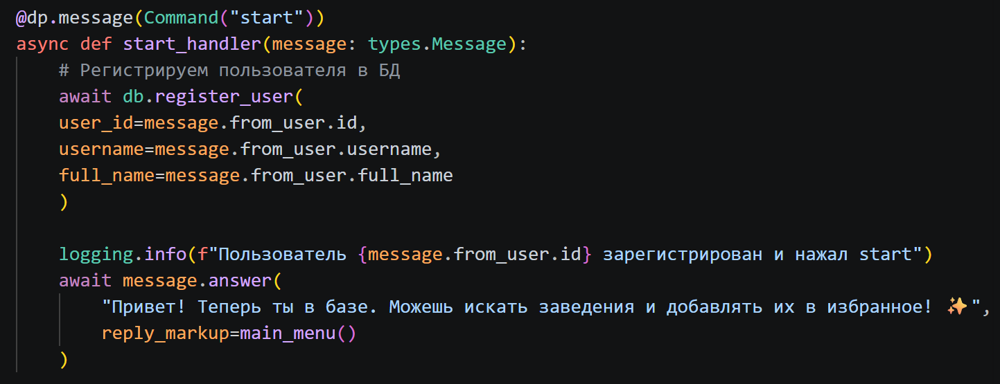 @dp.message(Command("start"))
async def start_handler(message: types.Message):
    # Регистрируем пользователя в БД
    await db.register_user(
    user_id=message.from_user.id,
    username=message.from_user.username,
    full_name=message.from_user.full_name
    )

    logging.info(f"Пользователь {message.from_user.id} зарегистрирован и нажал start")
    await message.answer(
        "Привет! Теперь ты в базе. Можешь искать заведения и добавлять их в избранное! ✨",
        reply_markup=main_menu()
    )